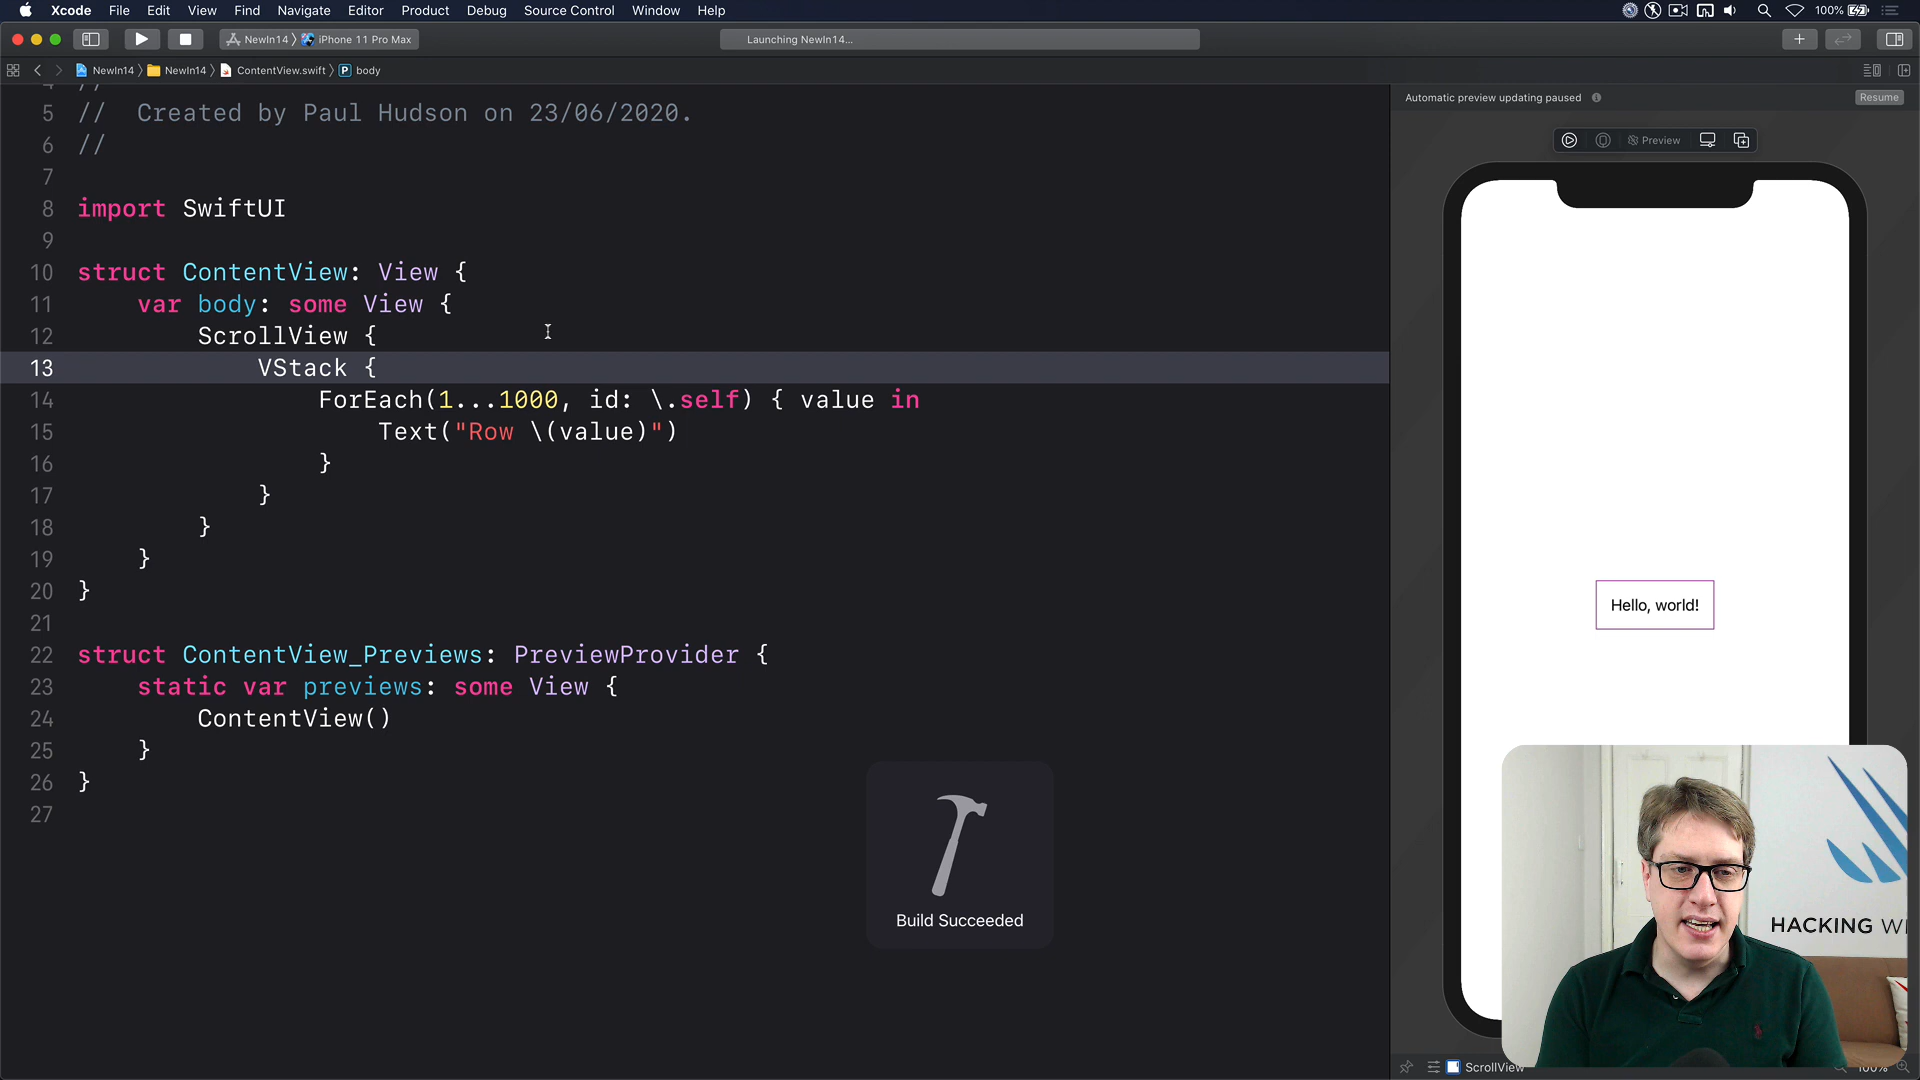 Xcode File Edit View Find Navigate Editor Product Debug Source Control Window Help 100%
NewIn14 iPhone 11 Pro Max Launching NewIn14...
NewIn14 NewIn14 ContentView.swift P body
5 // Created by Paul Hudson on 23/06/2020.
6 //
7
8 import SwiftUI
9
10 struct ContentView: View {
11 var body: some View {
12 ScrollView {
13 VStack {
14 ForEach(1...1000, id: \.self) { value in
15 Text("Row \(value)")
16 }
17 }
18 }
19 }
20 }
21
22 struct ContentView_Previews: PreviewProvider {
23 static var previews: some View {
24 ContentView()
25 }
26 }
27
Build Succeeded
Automatic preview updating paused Resume
Preview
Hello, world!
HACKING
ScrollView 100%